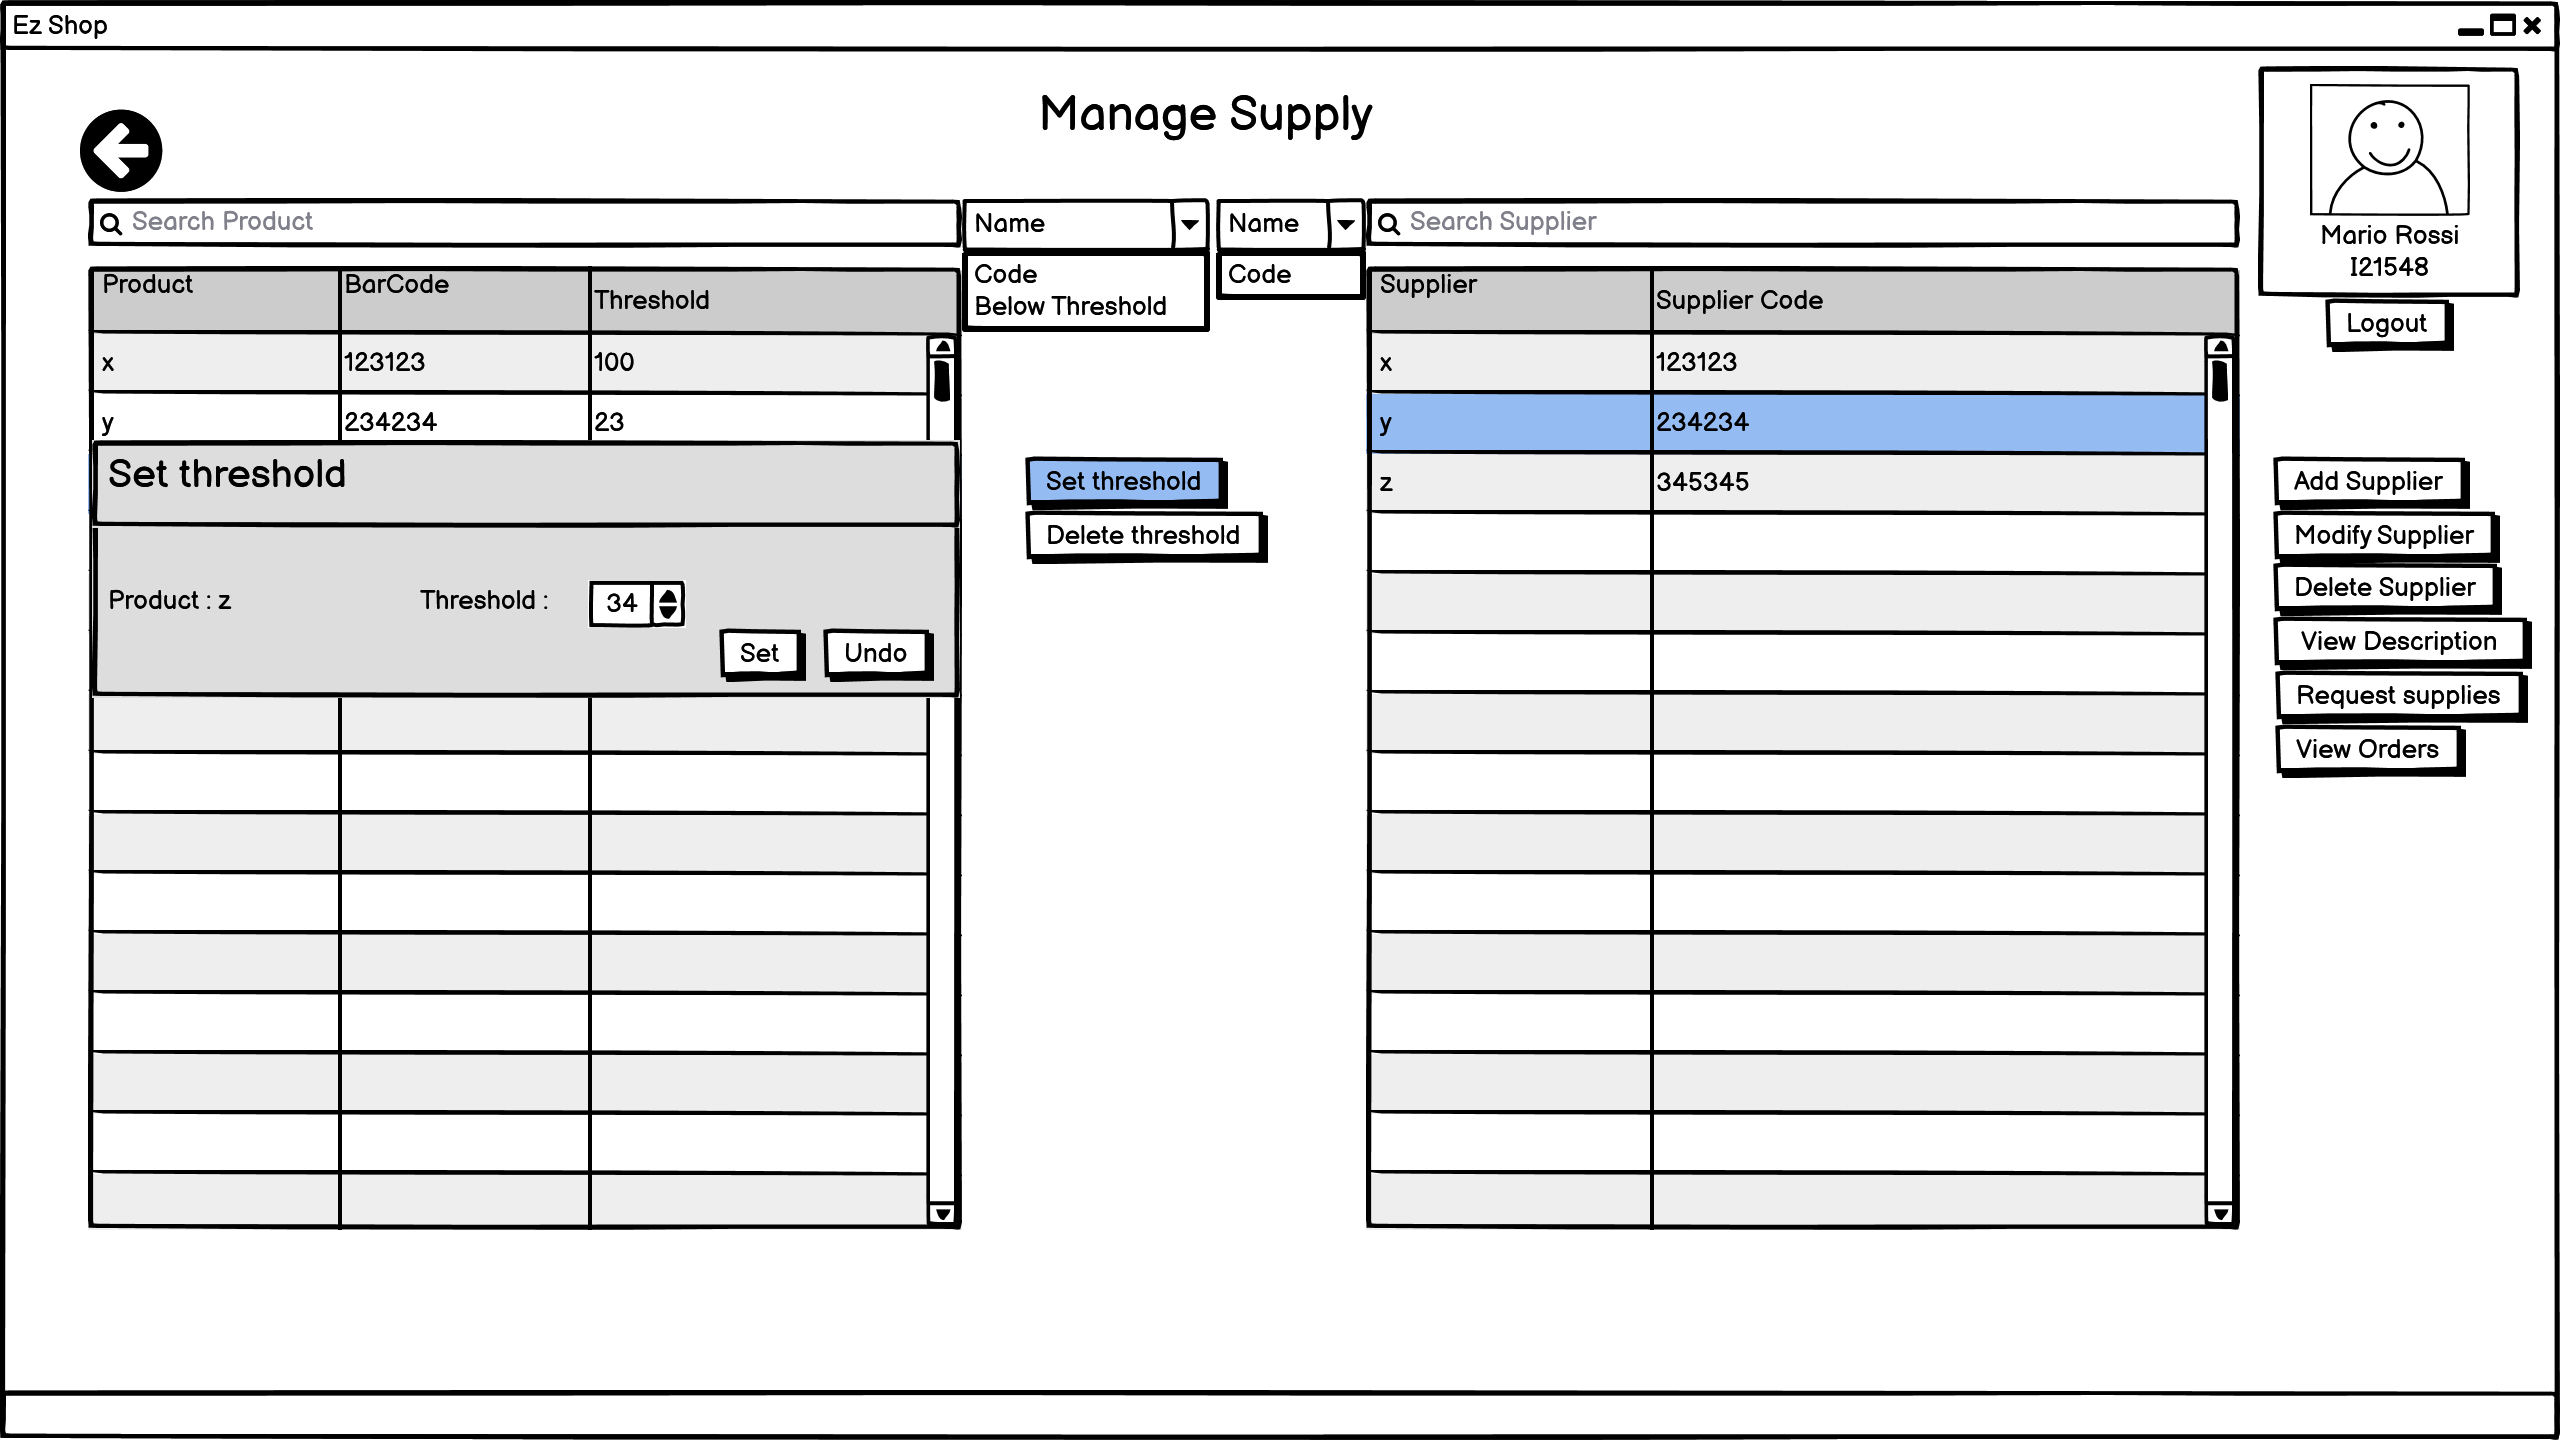 Ez Shop
Manage Supply
Mario Rossi
I21548
Logout
Search Product
Name
Code
Below Threshold
Name
Code
Search Supplier
Product BarCode Threshold
x 123123 100
y 234234 23
Set threshold
Product : z Threshold : 34
Set Undo
Set threshold
Delete threshold
Supplier Supplier Code
x 123123
y 234234
z 345345
Add Supplier
Modify Supplier
Delete Supplier
View Description
Request supplies
View Orders